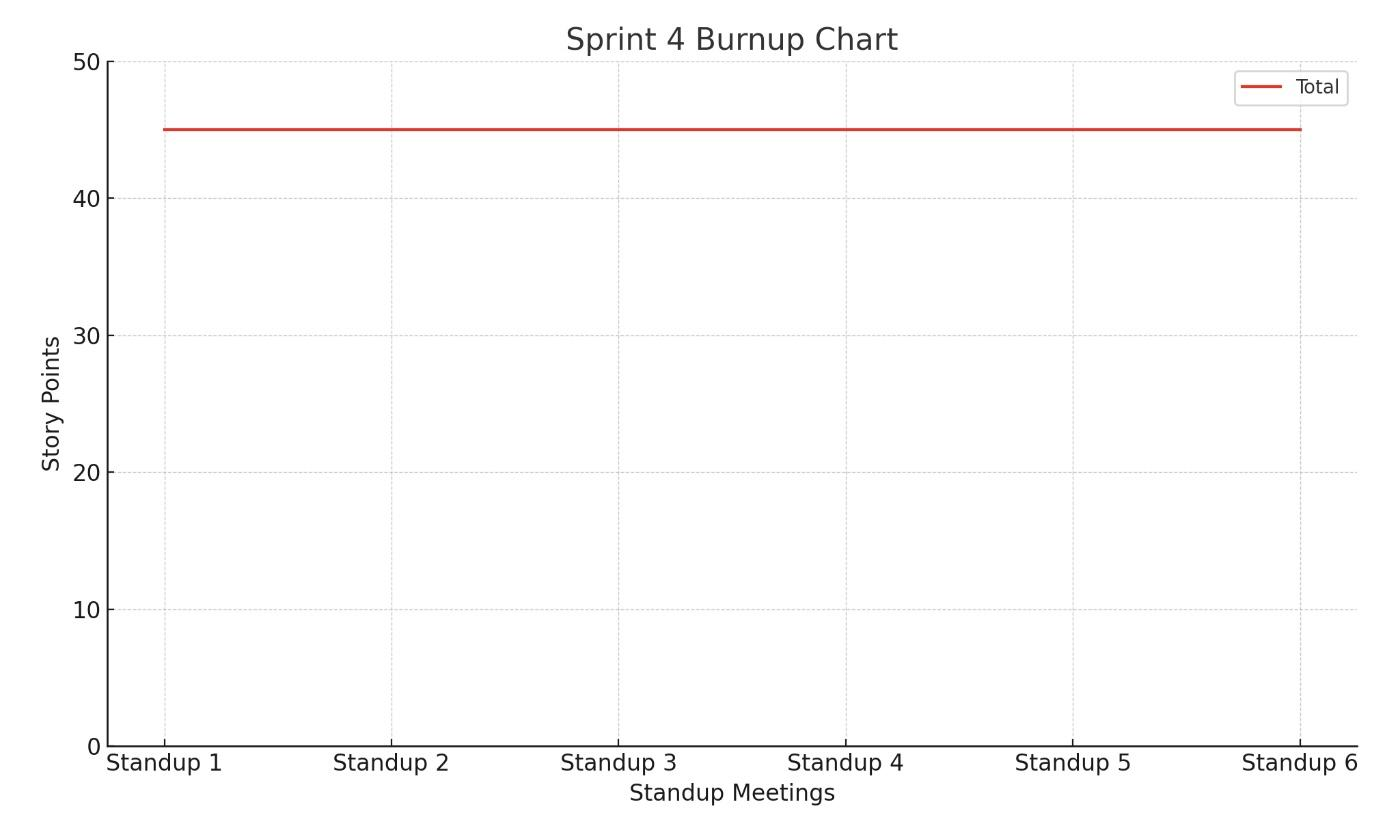 Sprint 4 Burnup Chart
Total
50
40
30
20
10
0
Story Points
Standup 1 Standup 2 Standup 3 Standup 4 Standup 5 Standup 6
Standup Meetings